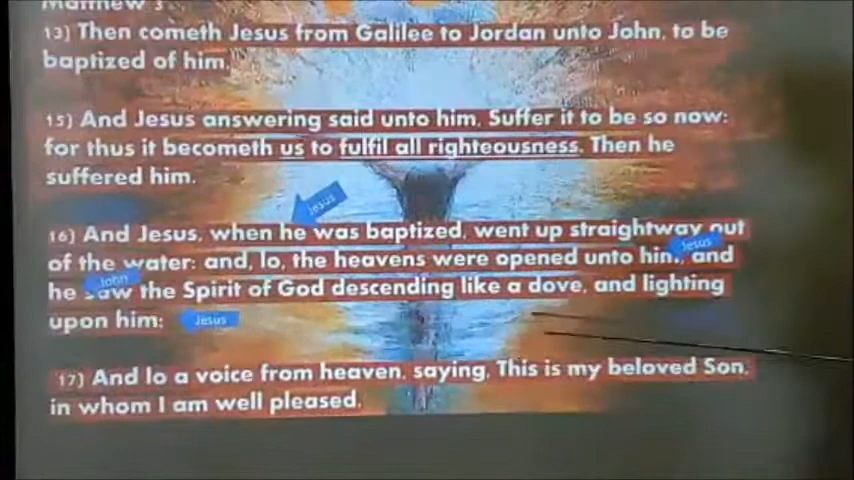 Matthew 3
13) Then cometh Jesus from Galilee to Jordan unto John, to be
baptized of him.
15) And Jesus answering said unto him, Suffer it to be so now:
for thus it becometh us to fulfil all righteousness. Then he
suffered him.
Jesus
16) And Jesus, when he was baptized, went up straightway out
Jesus
of the water: and, lo, the heavens were opened unto him, and
John
he saw the Spirit of God descending like a dove, and lighting
upon him: Jesus
17) And lo a voice from heaven, saying, This is my beloved Son,
in whom I am well pleased.